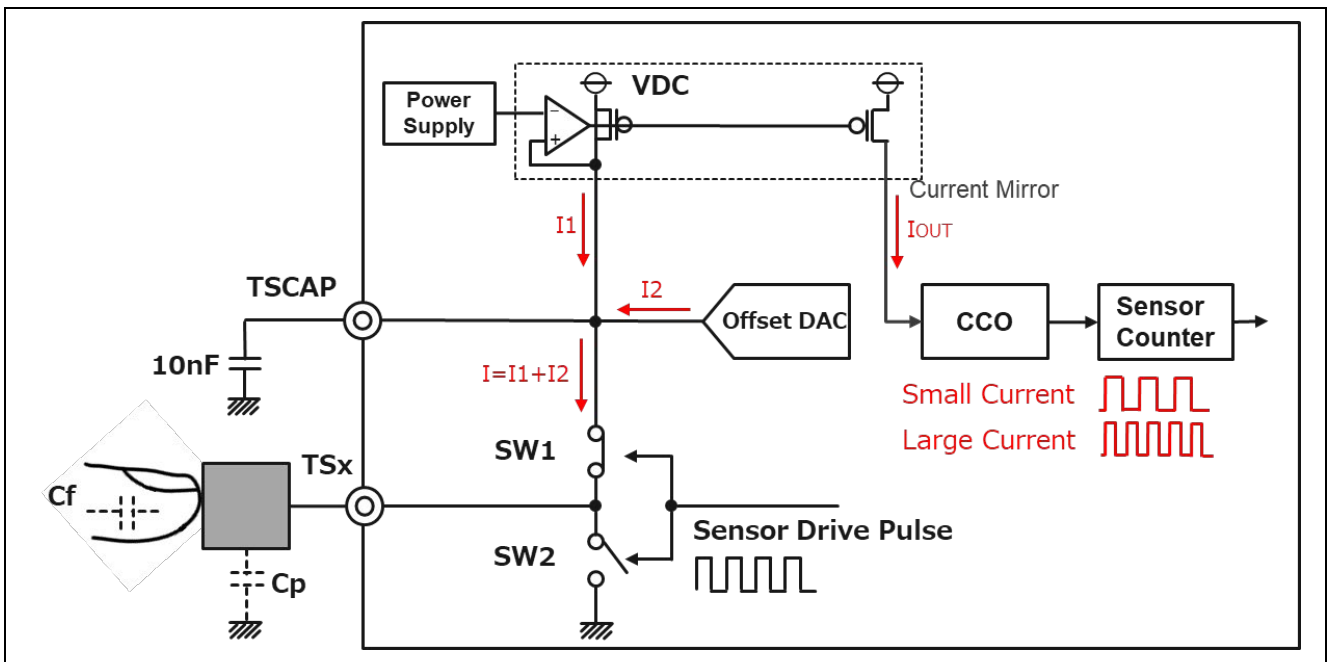 VDC
Power
Supply
−
+
Current Mirror
I1
IOUT
TSCAP
I2
Offset DAC
CCO
Sensor
Counter
10nF
I=I1+I2
Small Current
Large Current
SW1
TSx
Cf
Sensor Drive Pulse
SW2
Cp